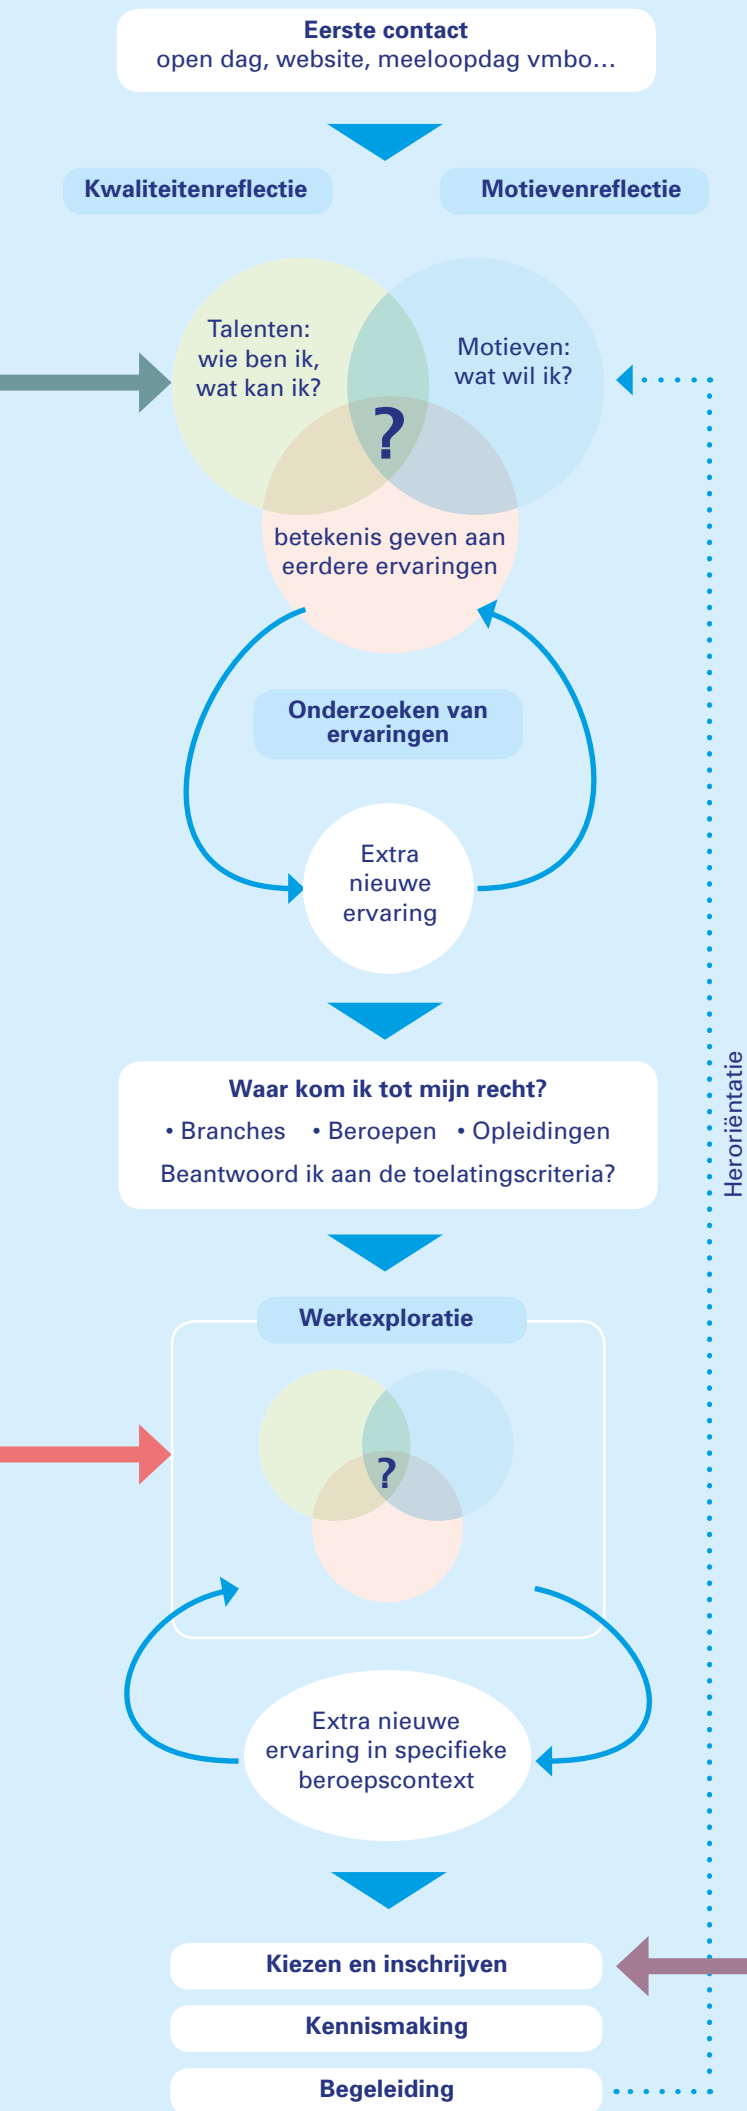 Eerste contact
open dag, website, meeloopdag vmbo…
Kwaliteitenreflectie
Motievenreflectie
Talenten:
wie ben ik,
wat kan ik?
Motieven:
wat wil ik?
?
betekenis geven aan
eerdere ervaringen
Onderzoeken van
ervaringen
Extra
nieuwe
ervaring
Waar kom ik tot mijn recht?
• Branches • Beroepen • Opleidingen
Beantwoord ik aan de toelatingscriteria?
Heroriëntatie
Werkexploratie
?
Extra nieuwe
ervaring in specifieke
beroepscontext
Kiezen en inschrijven
Kennismaking
Begeleiding